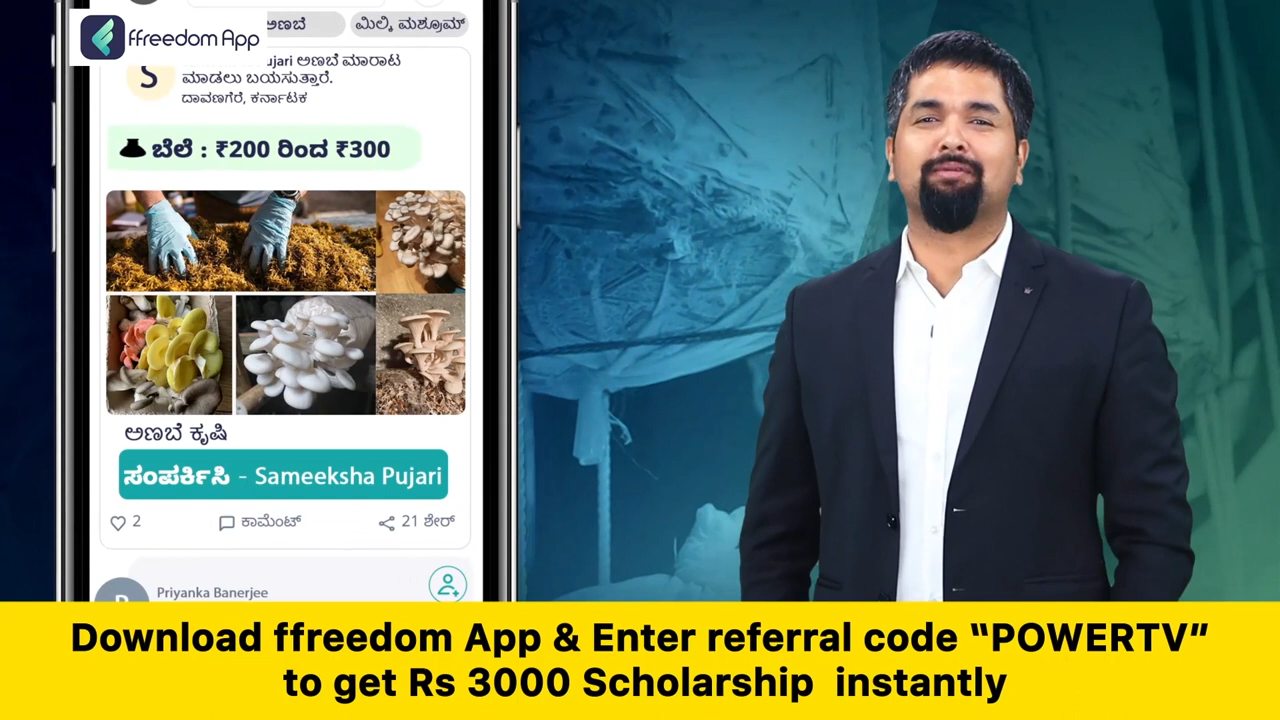 ffreedom App
ಅಣಬೆ
ಮಿಲ್ಕಿ ಮಶ್ರೂಮ್
S
ujari ಅಣಬೆ ಮಾರಾಟ
ಮಾಡಲು ಬಯಸುತ್ತಾರೆ.
ದಾವಣಗೆರೆ, ಕರ್ನಾಟಕ
ಬೆಲೆ : ₹200 ರಿಂದ ₹300
ಅಣಬೆ ಕೃಷಿ
ಸಂಪರ್ಕಿಸಿ - Sameeksha Pujari
2
ಕಾಮೆಂಟ್
21 ಶೇರ್
Priyanka Banerjee
Download ffreedom App & Enter referral code “POWERTV”
to get Rs 3000 Scholarship instantly